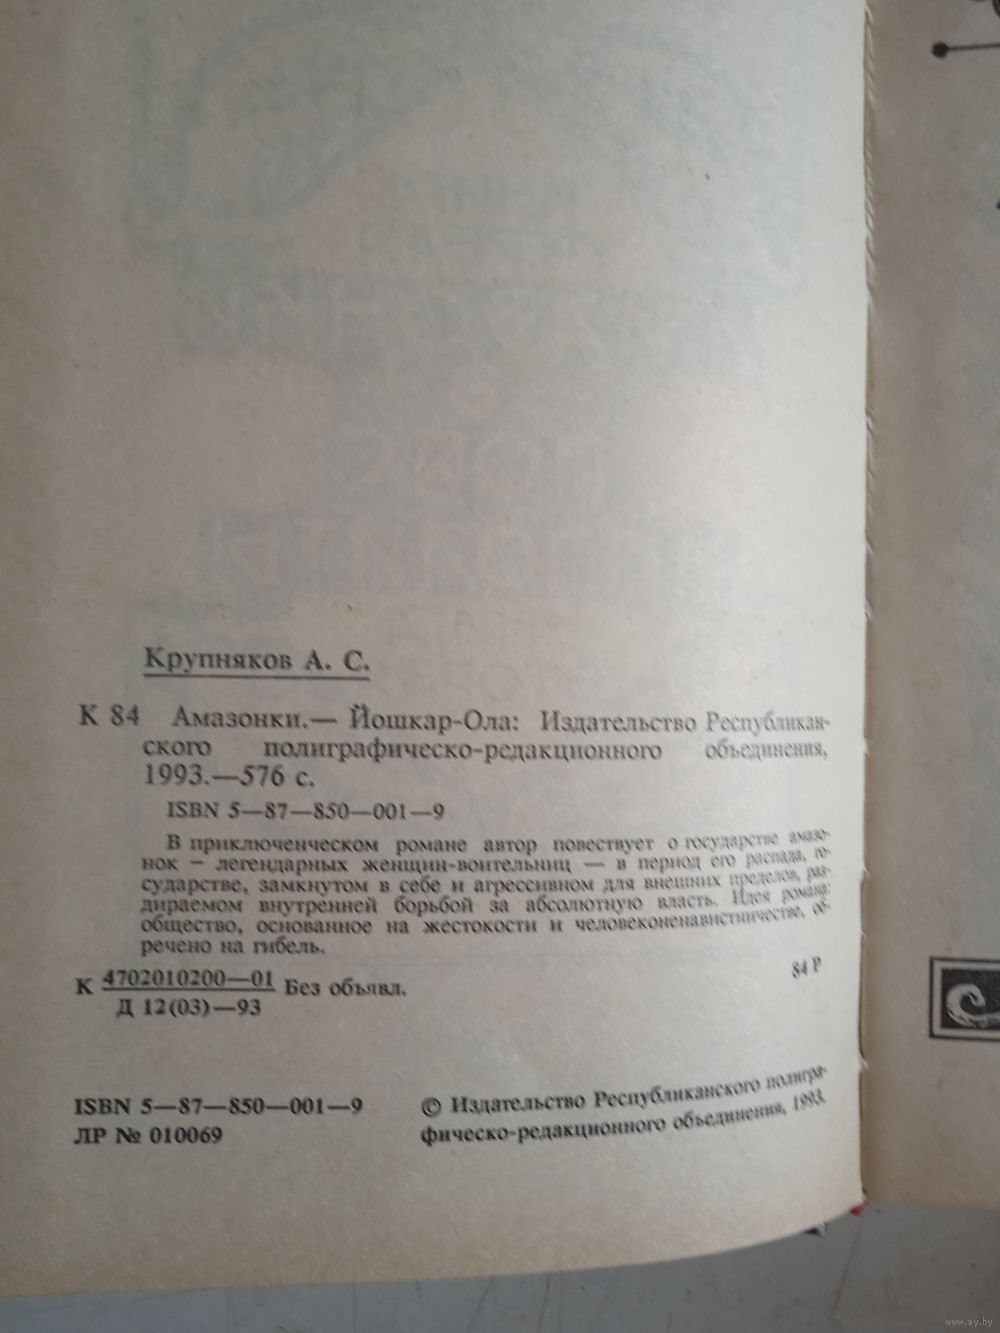 Крупняков А. С.
К 84 Амазонки.— Йошкар-Ола: Издательство Республикан-
ского полиграфическо-редакционного объединения,
1993.—576 с.
ISBN 5—87—850—001—9
В приключенческом романе автор повествует о государстве амазо-
нок — легендарных женщин-воительниц — в период его распада, го-
сударстве, замкнутом в себе и агрессивном для внешних пределов, раз-
дираемом внутренней борьбой за абсолютную власть. Идея романа:
общество, основанное на жестокости и человеконенавистничестве, об-
речено на гибель.
К 4702010200—01 Без объявл.
Д 12(03)—93
84 Р
ISBN 5—87—850—001—9
ЛР № 010069
© Издательство Республиканского полигра-
фическо-редакционного объединения, 1993.
www.ay.by